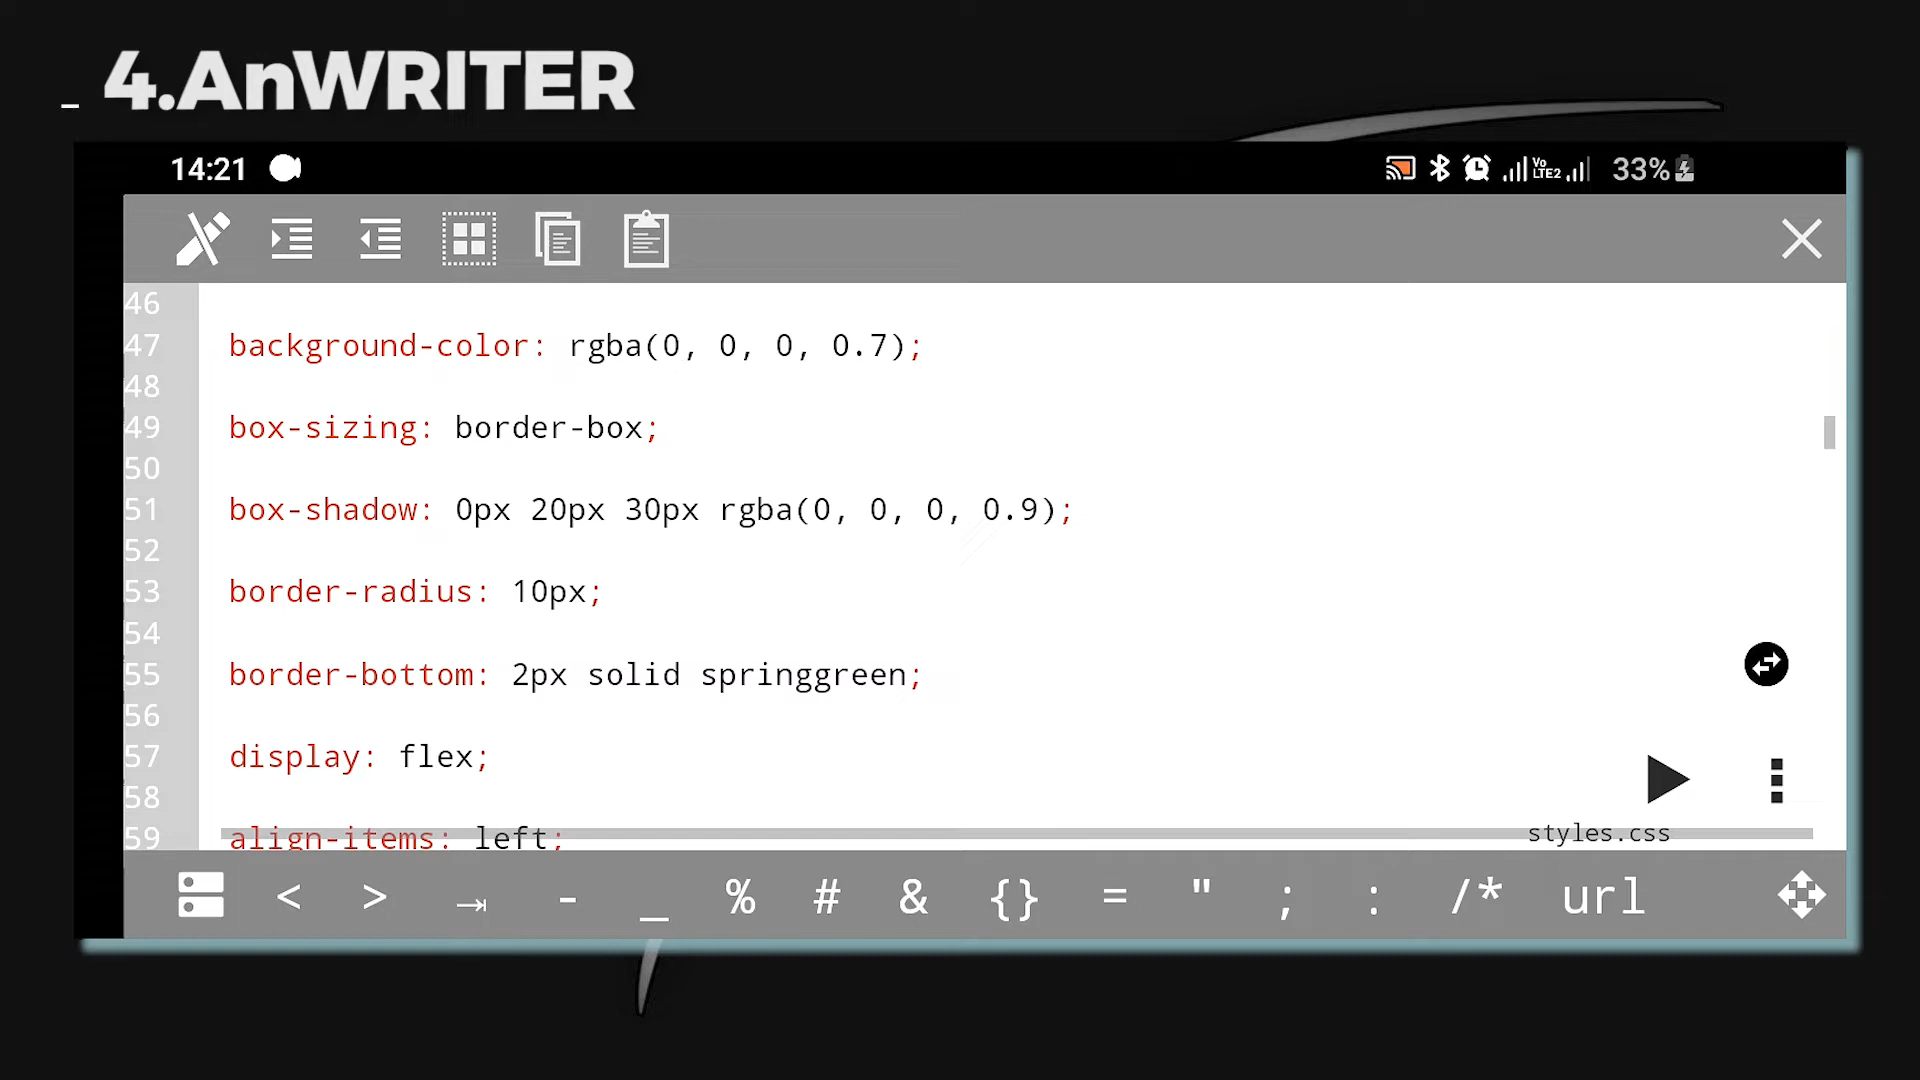 _ 4.AnWRITER
14:21 Vo LTE2 33%
46
47 background-color: rgba(0, 0, 0, 0.7);
48
49 box-sizing: border-box;
50
51 box-shadow: 0px 20px 30px rgba(0, 0, 0, 0.9);
52
53 border-radius: 10px;
54
55 border-bottom: 2px solid springgreen;
56
57 display: flex;
58
59 align-items: left;
styles.css
< > ⇥ - _ % # & {} = " ; : /* url